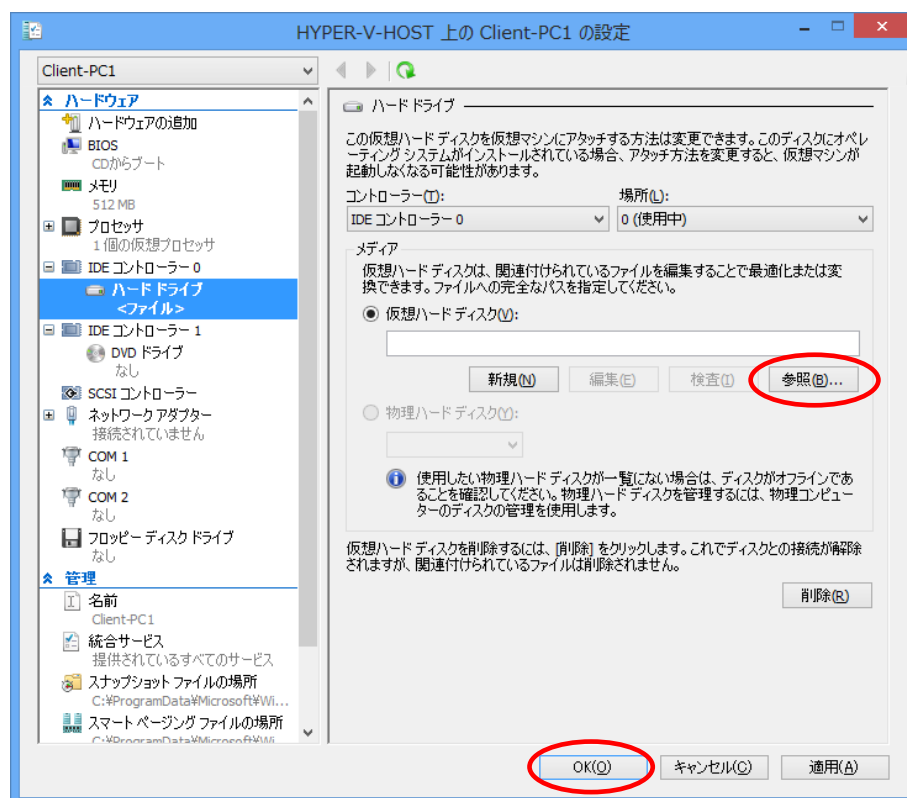 HYPER-V-HOST 上の Client-PC1 の設定
Client-PC1
ハードウェア
ハードウェアの追加
BIOS
CDからブート
メモリ
512 MB
プロセッサ
1 個の仮想プロセッサ
IDE コントローラー 0
ハード ドライブ
<ファイル>
IDE コントローラー 1
DVD ドライブ
なし
SCSI コントローラー
ネットワーク アダプター
接続されていません
COM 1
なし
COM 2
なし
フロッピー ディスク ドライブ
なし
管理
名前
Client-PC1
統合サービス
提供されているすべてのサービス
スナップショット ファイルの場所
C:¥ProgramData¥Microsoft¥Wi...
スマート ページング ファイルの場所
C:¥ProgramData¥Microsoft¥Wi
ハード ドライブ
この仮想ハード ディスクを仮想マシンにアタッチする方法は変更できます。このディスクにオペレ
ーティング システムがインストールされている場合、アタッチ方法を変更すると、仮想マシンが
起動しなくなる可能性があります。
コントローラー(T):
場所(L):
IDE コントローラー 0
0 (使用中)
メディア
仮想ハード ディスクは、関連付けられているファイルを編集することで最適化または変
換できます。ファイルへの完全なパスを指定してください。
仮想ハード ディスク(V):
新規(N)
編集(E)
検査(I)
参照(B)...
物理ハード ディスク(Y):
使用したい物理ハード ディスクが一覧にない場合は、ディスクがオフラインであ
ることを確認してください。物理ハード ディスクを管理するには、物理コンピュー
ターのディスクの管理を使用します。
仮想ハード ディスクを削除するには、[削除] をクリックします。これでディスクとの接続が解除
されますが、関連付けられているファイルは削除されません。
削除(R)
OK(O)
キャンセル(C)
適用(A)